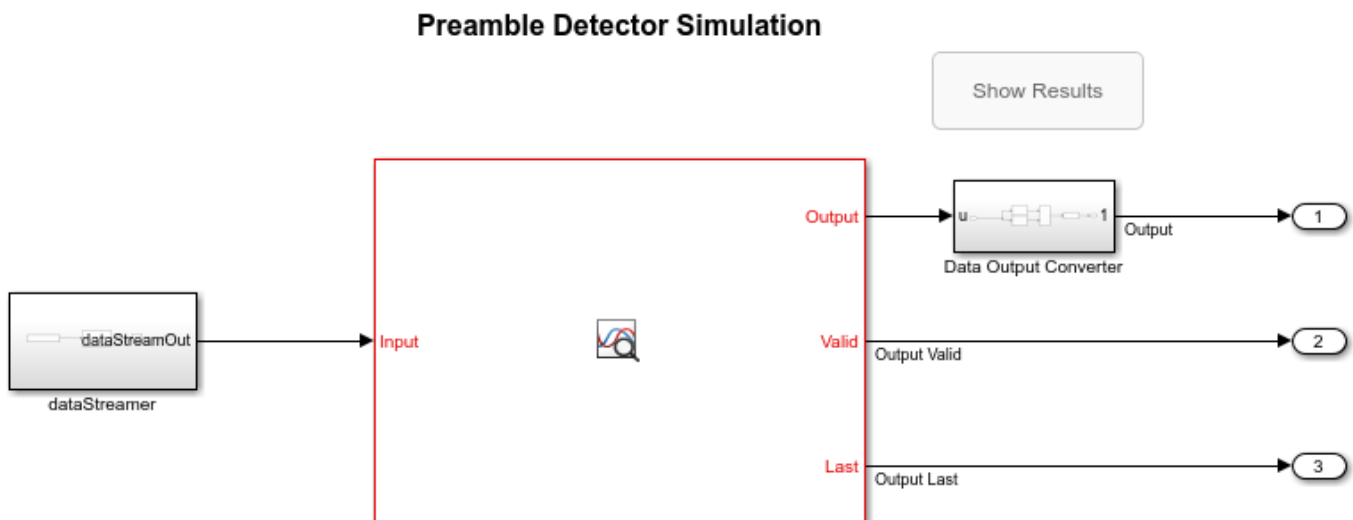 Preamble Detector Simulation
Show Results
Output
u
1
Output
1
Data Output Converter
dataStreamOut
dataStreamer
Input
Valid
Output Valid
2
Last
Output Last
3